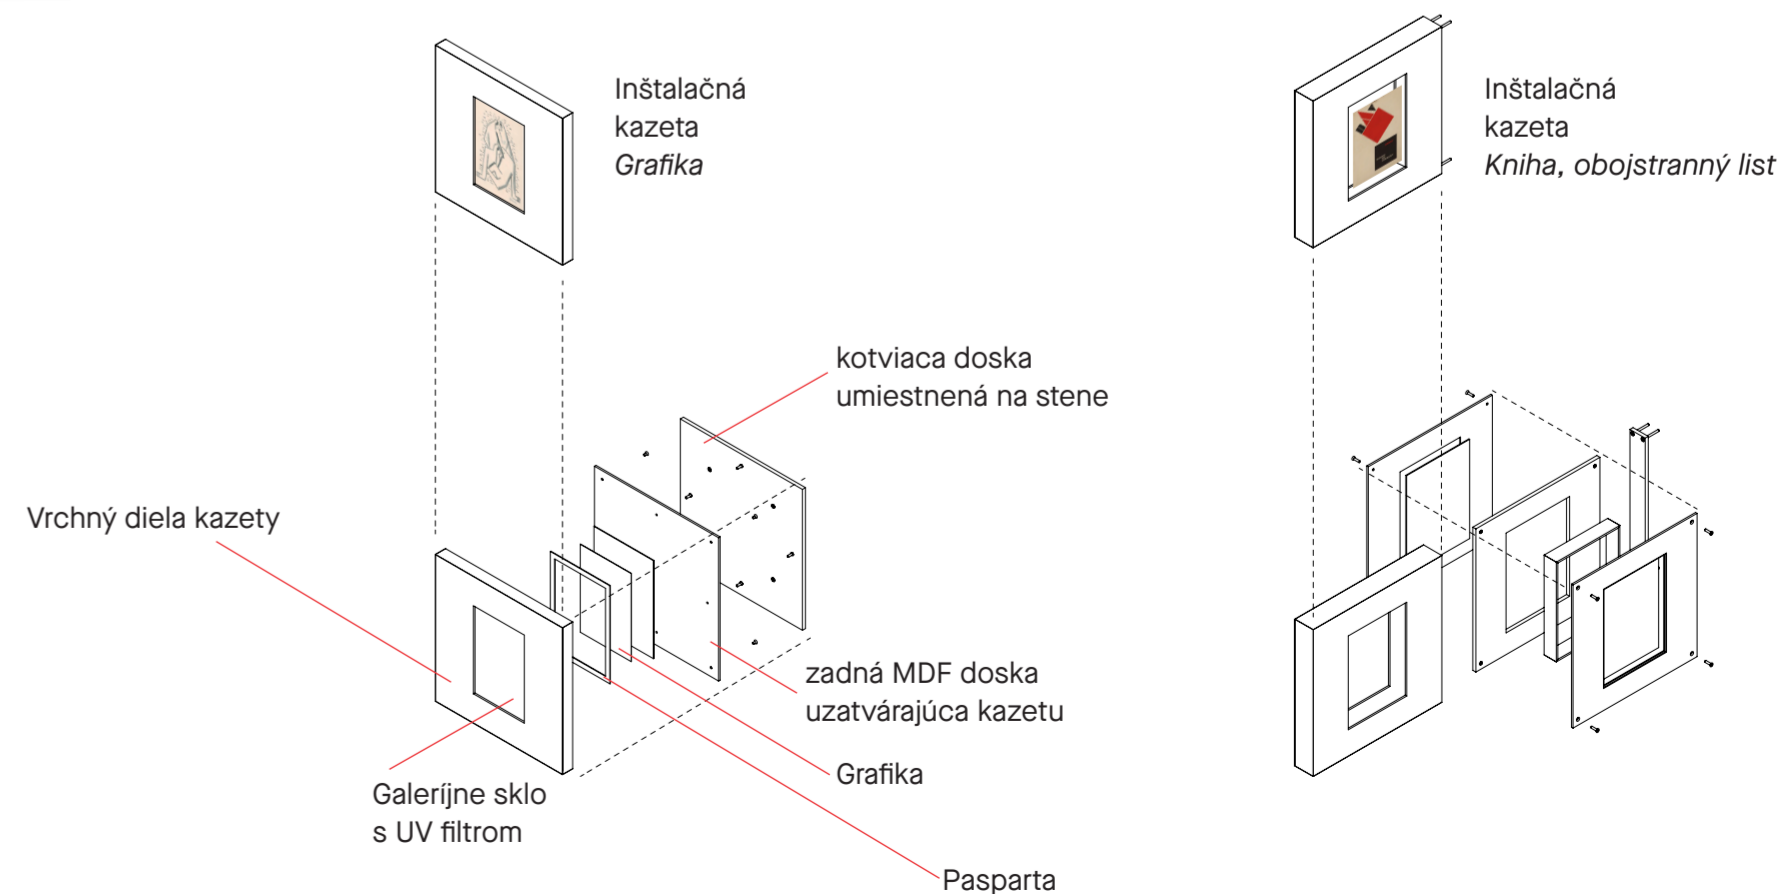 Inštalačná
kazeta
Grafika
Inštalačná
kazeta
Kniha, obojstranný list
kotviaca doska
umiestnená na stene
Vrchný diela kazety
zadná MDF doska
uzatvárajúca kazetu
Grafika
Galeríjne sklo
s UV filtrom
Pasparta